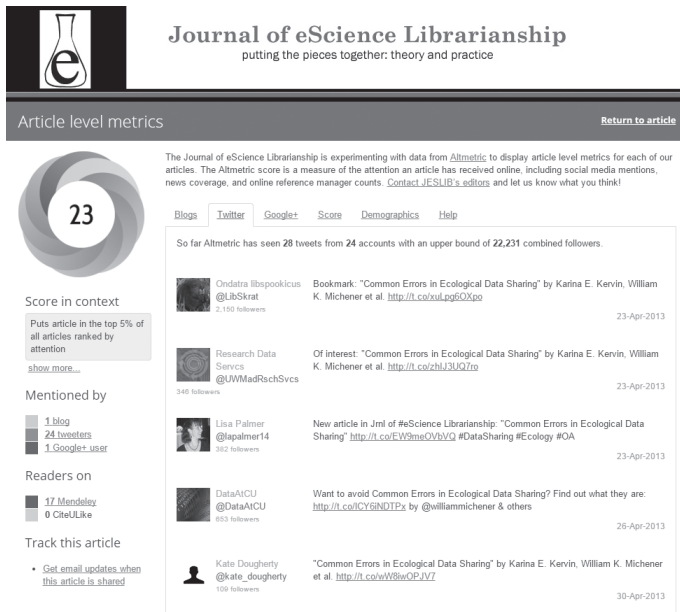 e
Journal of eScience Librarianship
putting the pieces together: theory and practice
Article level metrics
Return to article
23
Score in context
Puts article in the top 5% of
all articles ranked by
attention
show more...
Mentioned by
1 blog
24 tweeters
1 Google+ user
Readers on
17 Mendeley
0 CiteULike
Track this article
• Get email updates when
this article is shared
The Journal of eScience Librarianship is experimenting with data from Altmetric to display article level metrics for each of our
articles. The Altmetric score is a measure of the attention an article has received online, including social media mentions,
news coverage, and online reference manager counts. Contact JESLIB's editors and let us know what you think!
Blogs Twitter Google+ Score Demographics Help
So far Altmetric has seen 28 tweets from 24 accounts with an upper bound of 22,231 combined followers.
Ondatra libspookicus
@LibSkrat
2,150 followers
Bookmark: "Common Errors in Ecological Data Sharing" by Karina E. Kervin, William
K. Michener et al. http://t.co/xuLpg6OXpo
23-Apr-2013
Research Data
Servcs
@UWMadRschSvcs
346 followers
Of interest: "Common Errors in Ecological Data Sharing" by Karina E. Kervin, William
K. Michener et al. http://t.co/zhIJ3UQ7ro
23-Apr-2013
Lisa Palmer
@lapalmer14
382 followers
New article in Jrnl of #eScience Librarianship: "Common Errors in Ecological Data
Sharing" http://t.co/EW9meOVbVQ #DataSharing #Ecology #OA
23-Apr-2013
DataAtCU
@DataAtCU
653 followers
Want to avoid Common Errors in Ecological Data Sharing? Find out what they are:
http://t.co/ICY6iNDTPx by @williammichener & others
26-Apr-2013
Kate Dougherty
@kate_dougherty
109 followers
"Common Errors in Ecological Data Sharing" by Karina E. Kervin, William K. Michener
et al. http://t.co/wW8iwOPJV7
30-Apr-2013